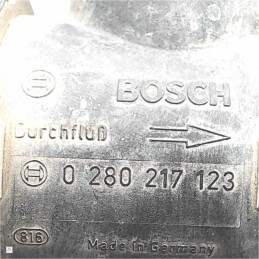 BOSCH
Durchfluß
0 280 217 123
816
Made in Germany